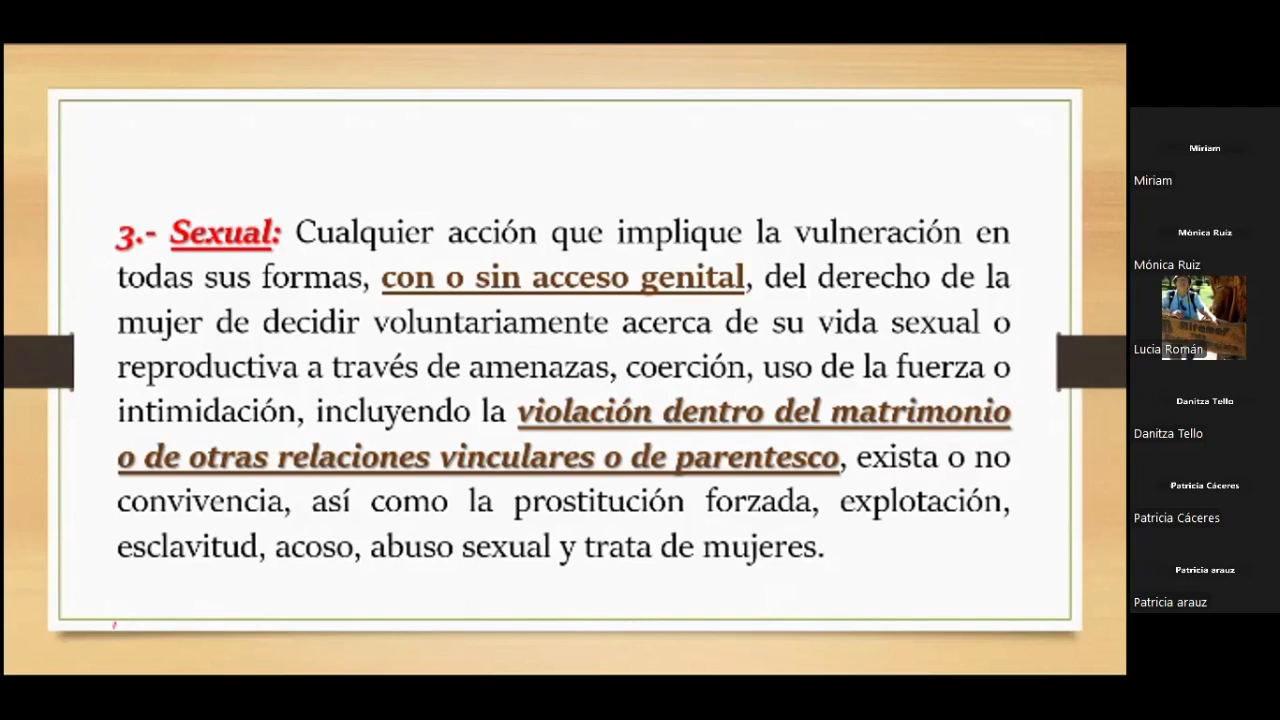 3.- Sexual: Cualquier acción que implique la vulneración en
todas sus formas, con o sin acceso genital, del derecho de la
mujer de decidir voluntariamente acerca de su vida sexual o
reproductiva a través de amenazas, coerción, uso de la fuerza o
intimidación, incluyendo la violación dentro del matrimonio
o de otras relaciones vinculares o de parentesco, exista o no
convivencia, así como la prostitución forzada, explotación,
esclavitud, acoso, abuso sexual y trata de mujeres.
Miriam
Miriam
Mónica Ruiz
Mónica Ruiz
Miramar
Lucia Román
Danitza Tello
Danitza Tello
Patricia Cáceres
Patricia Cáceres
Patricia arauz
Patricia arauz